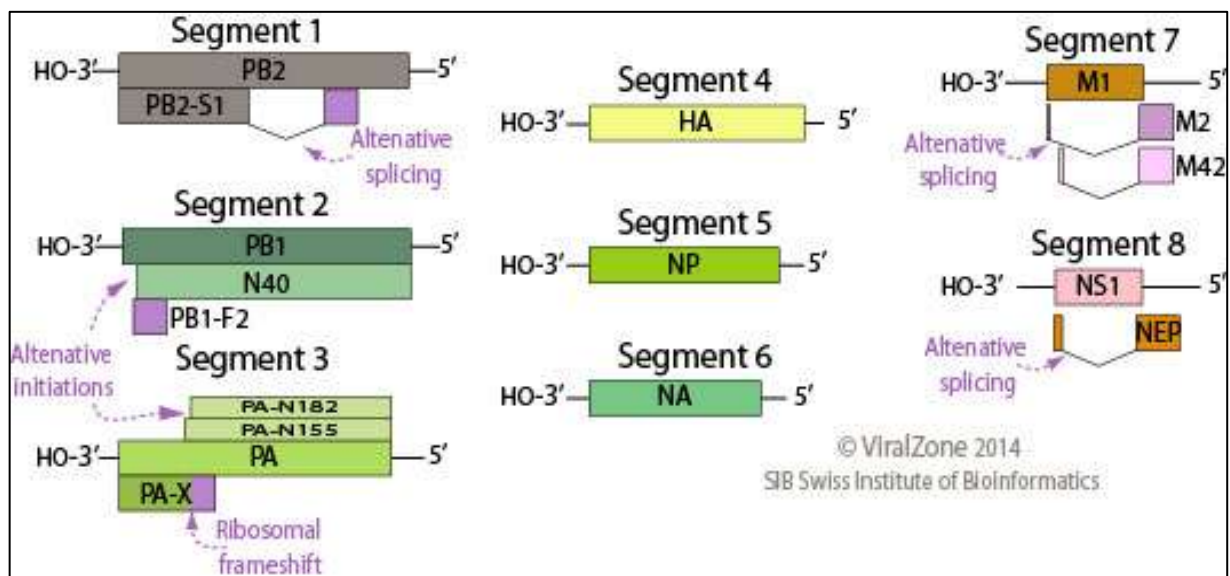 Segment 1
HO-3' PB2 5'
PB2-S1
Altenative
splicing
Segment 2
HO-3' PB1 5'
N40
PB1-F2
Altenative
initiations
Segment 3
PA-N182
PA-N155
HO-3' PA 5'
PA-X
Ribosomal
frameshift
Segment 4
HO-3' HA 5'
Segment 5
HO-3' NP 5'
Segment 6
HO-3' NA 5'
Segment 7
HO-3' M1 5'
M2
Altenative
splicing
M42
Segment 8
HO-3' NS1 5'
NEP
Altenative
splicing
© ViralZone 2014
SIB Swiss Institute of Bioinformatics